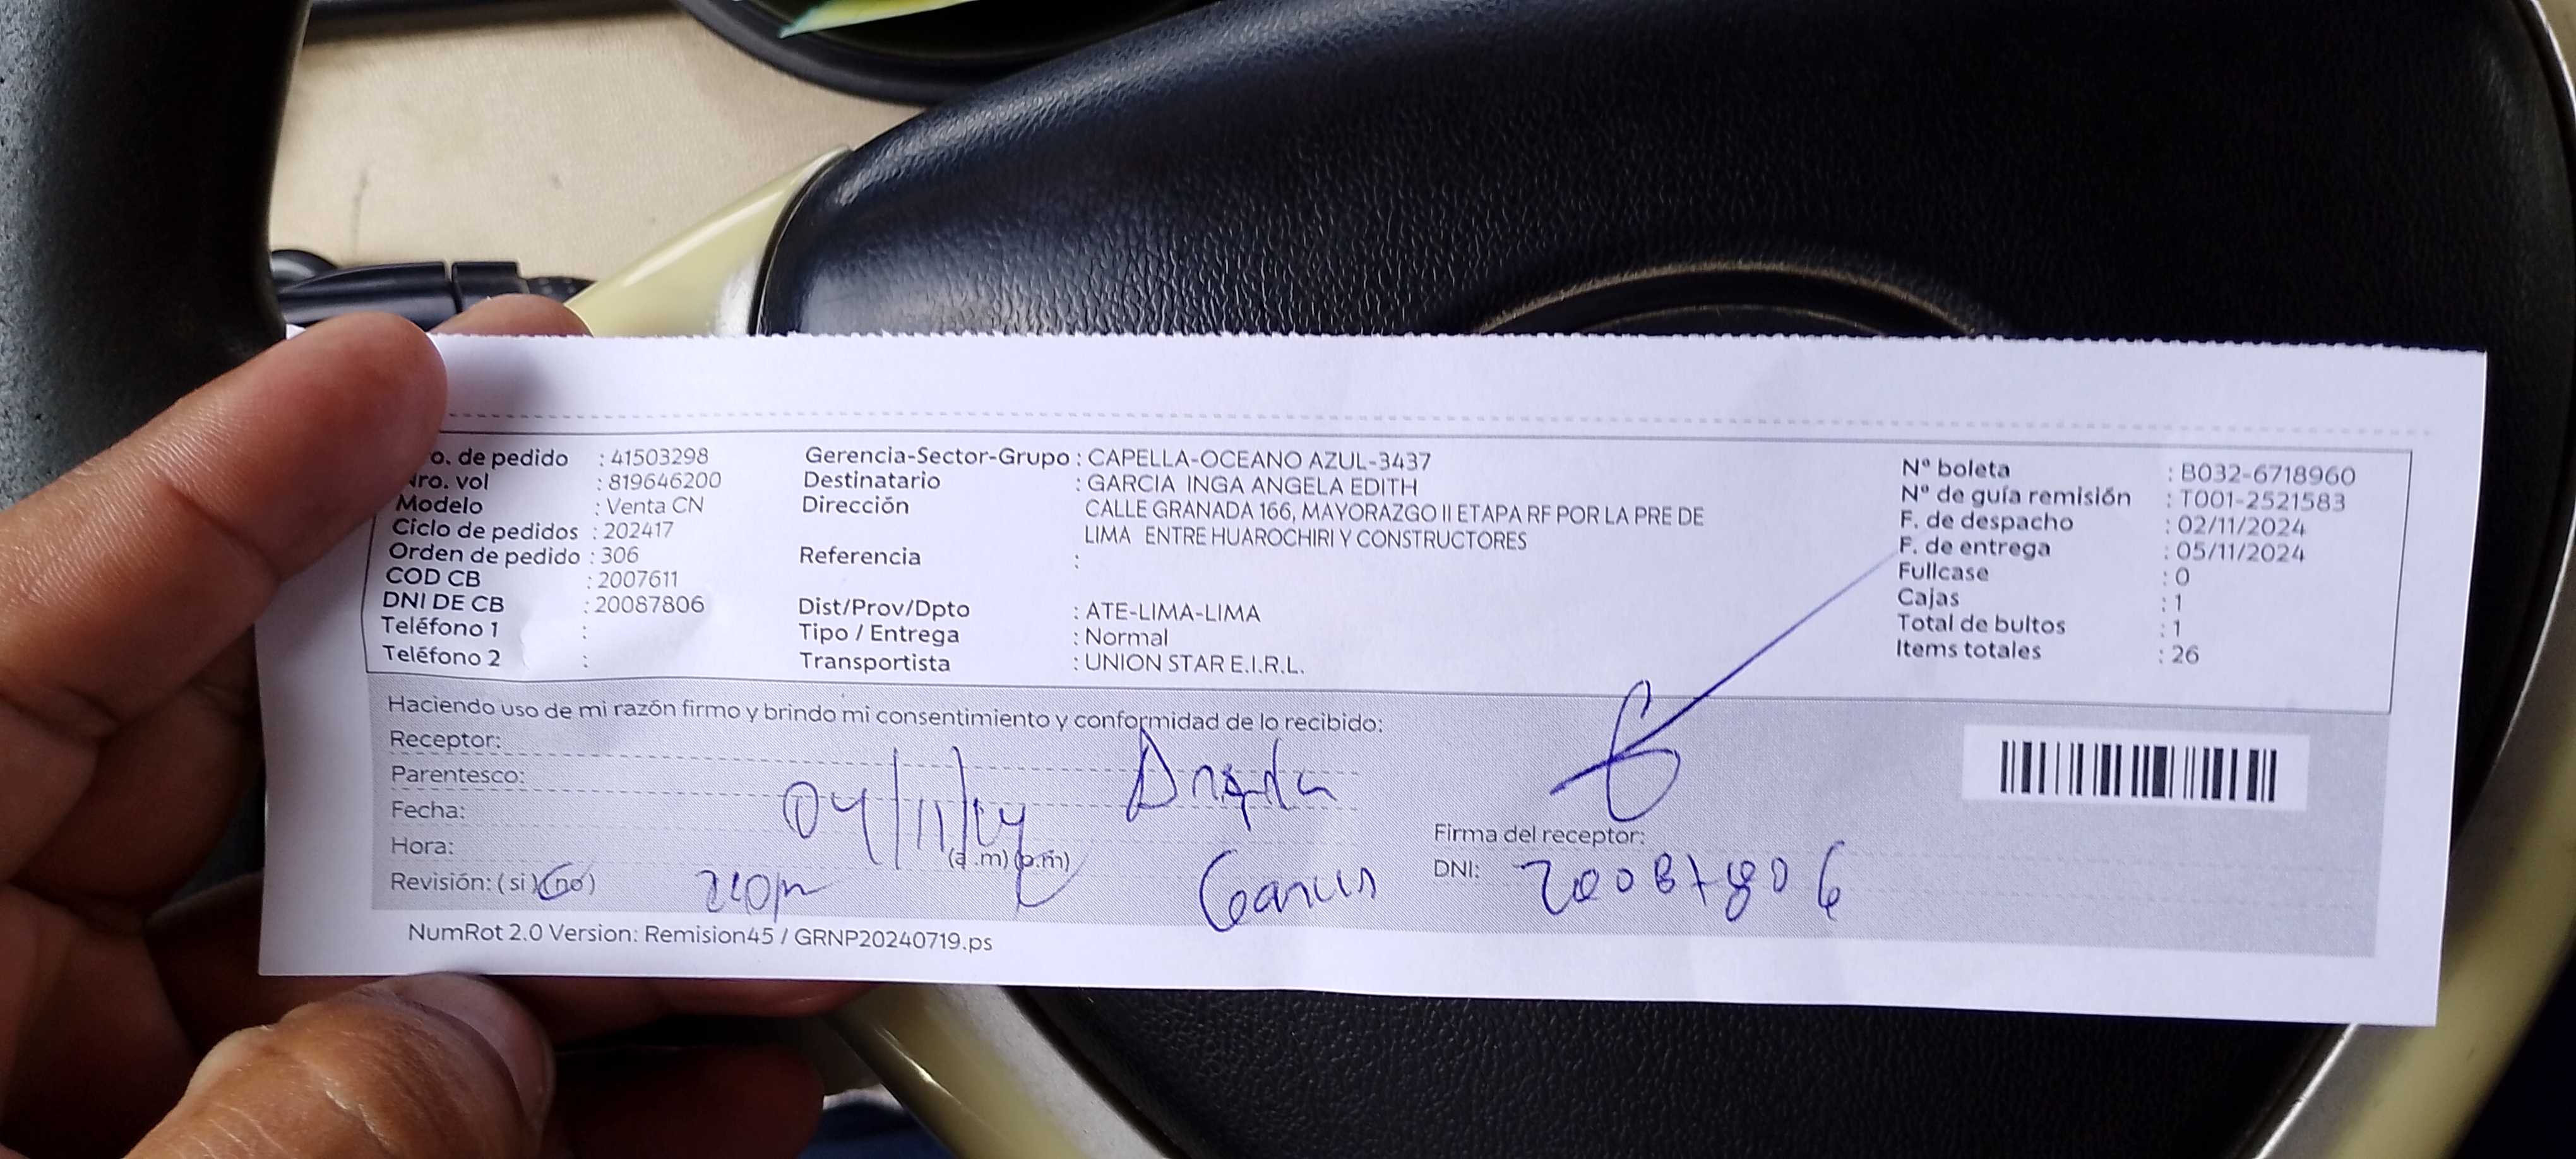 o. de pedido : 41503298
Nro. vol : 819646200
Modelo : Venta CN
Ciclo de pedidos : 202417
Orden de pedido : 306
COD CB : 2007611
DNI DE CB : 20087806
Teléfono 1 :
Teléfono 2 :
Gerencia-Sector-Grupo : CAPELLA-OCEANO AZUL-3437
Destinatario : GARCIA INGA ANGELA EDITH
Dirección CALLE GRANADA 166, MAYORAZGO II ETAPA RF POR LA PRE DE
LIMA ENTRE HUAROCHIRI Y CONSTRUCTORES
Referencia :
Dist/Prov/Dpto : ATE-LIMA-LIMA
Tipo / Entrega : Normal
Transportista : UNION STAR E.I.R.L.
N° boleta : B032-6718960
N° de guía remisión : T001-2521583
F. de despacho : 02/11/2024
F. de entrega : 05/11/2024
Fullcase : 0
Cajas : 1
Total de bultos : 1
Items totales : 26
Haciendo uso de mi razón firmo y brindo mi consentimiento y conformidad de lo recibido:
Receptor:
Parentesco: Angela
Fecha: 04/11/24
Hora: (a .m) (p.m)
Revisión: ( si ) (no) Garcia
Firma del receptor:
DNI: 20087806
NumRot 2.0 Version: Remision45 / GRNP20240719.ps